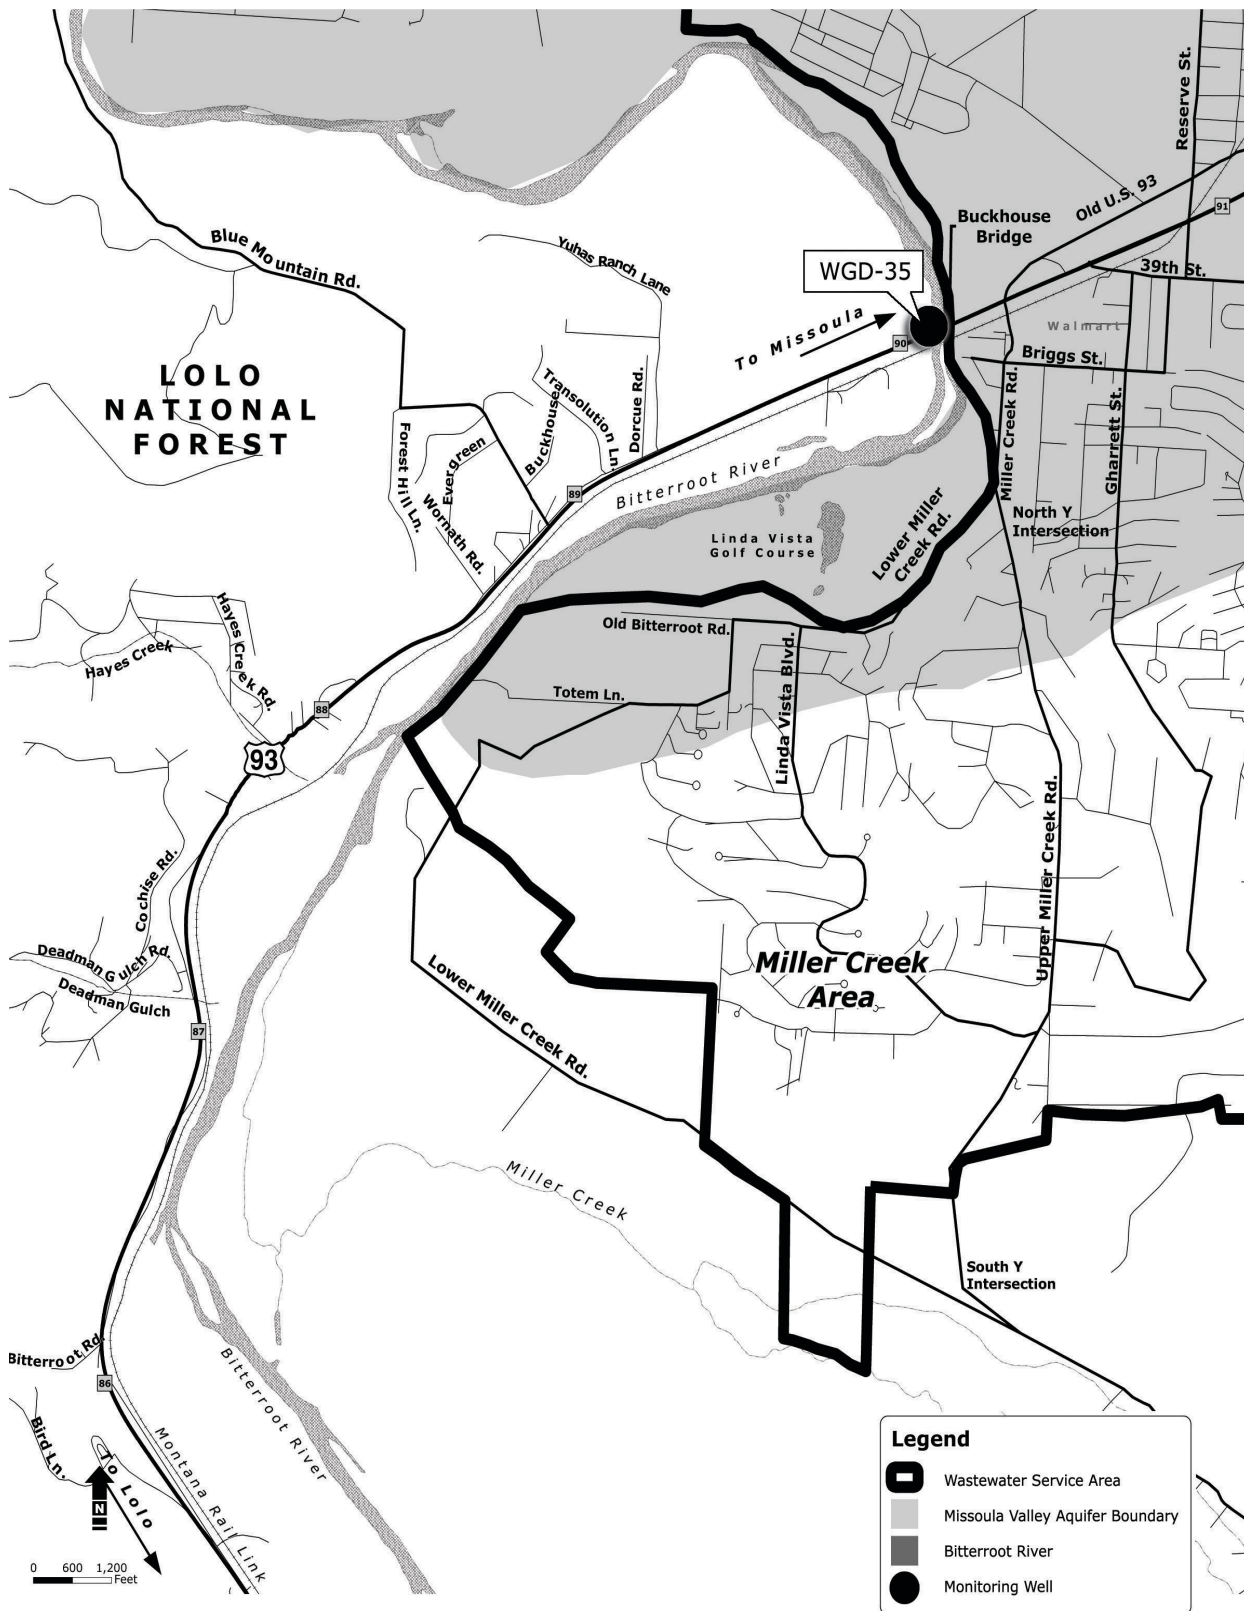 Reserve St.
Old U.S. 93
91
Buckhouse
Bridge
39th St.
WGD-35
Walmart
Yuhas Ranch Lane
Blue Mountain Rd.
To Missoula
90
Briggs St.
LOLO
NATIONAL
FOREST
Transolution Ln.
Dorcue Rd.
Buckhouse
Evergreen
Forest Hill Ln.
Wornath Rd.
89
Bitterroot River
Miller Creek Rd.
Gharrett St.
North Y
Intersection
Linda Vista
Golf Course
Lower Miller
Creek Rd.
Hayes Creek Rd.
Hayes Creek
Old Bitterroot Rd.
Totem Ln.
Linda Vista Blvd.
88
93
Upper Miller Creek Rd.
Cochise Rd.
Deadman Gulch Rd.
Deadman Gulch
87
Miller Creek
Area
Lower Miller Creek Rd.
Miller Creek
South Y
Intersection
Bitterroot Rd.
86
Bitterroot River
Bird Ln.
To Lolo
Montana Rail Link
N
0 600 1,200
Feet
Legend
Wastewater Service Area
Missoula Valley Aquifer Boundary
Bitterroot River
Monitoring Well